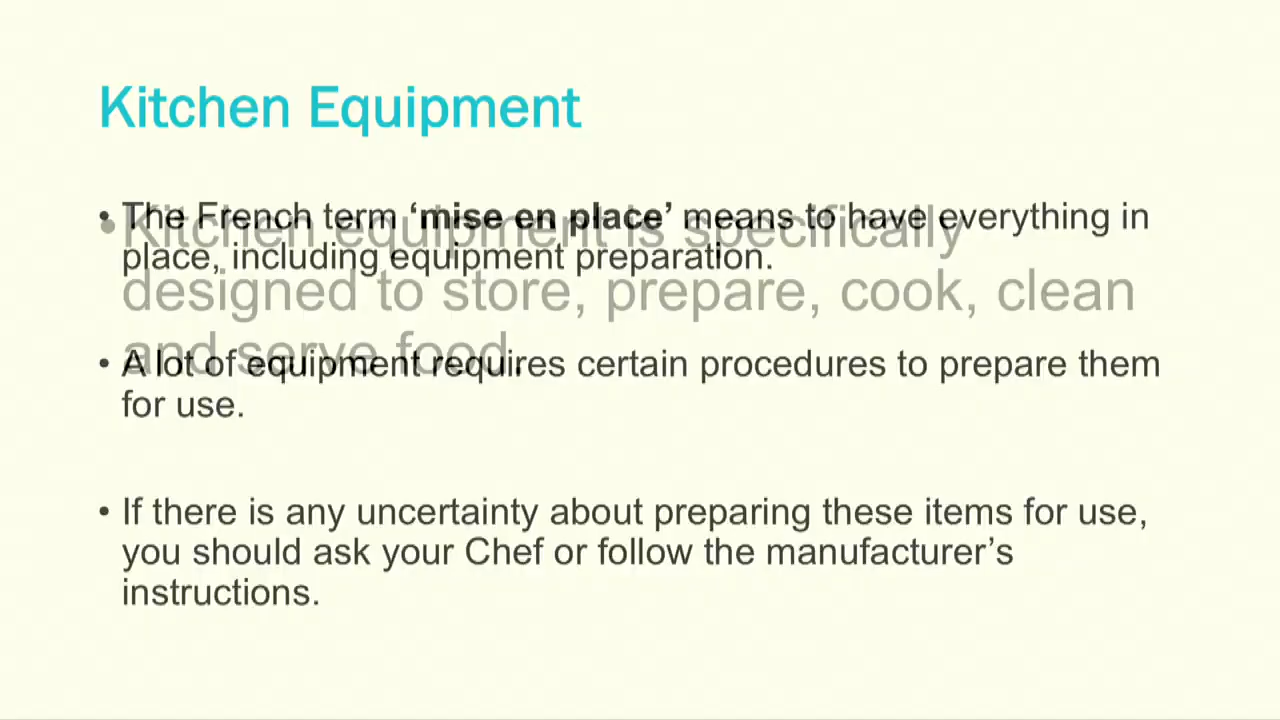 Kitchen Equipment
• The French term ‘mise en place’ means to have everything in
place, including equipment preparation.
• Kitchen equipment is specifically
designed to store, prepare, cook, clean
and serve food.
• A lot of equipment requires certain procedures to prepare them
for use.
• If there is any uncertainty about preparing these items for use,
you should ask your Chef or follow the manufacturer’s
instructions.